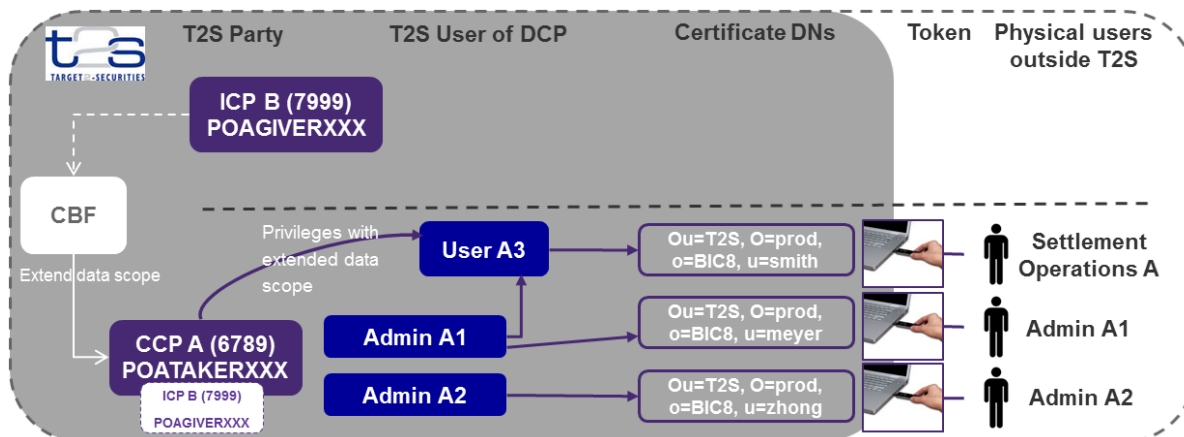 t2s
TARGET2-SECURITIES
T2S Party
T2S User of DCP
Certificate DNs
Token
Physical users
outside T2S
ICP B (7999)
POAGIVERXXX
CBF
Extend data scope
Privileges with
extended data
scope
User A3
Ou=T2S, O=prod,
o=BIC8, u=smith
Settlement
Operations A
CCP A (6789)
POATAKERXXX
ICP B (7999)
POAGIVERXXX
Admin A1
Ou=T2S, O=prod,
o=BIC8, u=meyer
Admin A1
Admin A2
Ou=T2S, O=prod,
o=BIC8, u=zhong
Admin A2